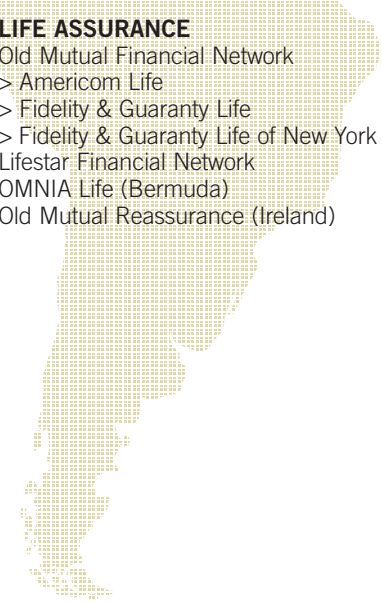 LIFE ASSURANCE
Old Mutual Financial Network
> Americom Life
> Fidelity & Guaranty Life
> Fidelity & Guaranty Life of New York
Lifestar Financial Network
OMNIA Life (Bermuda)
Old Mutual Reassurance (Ireland)